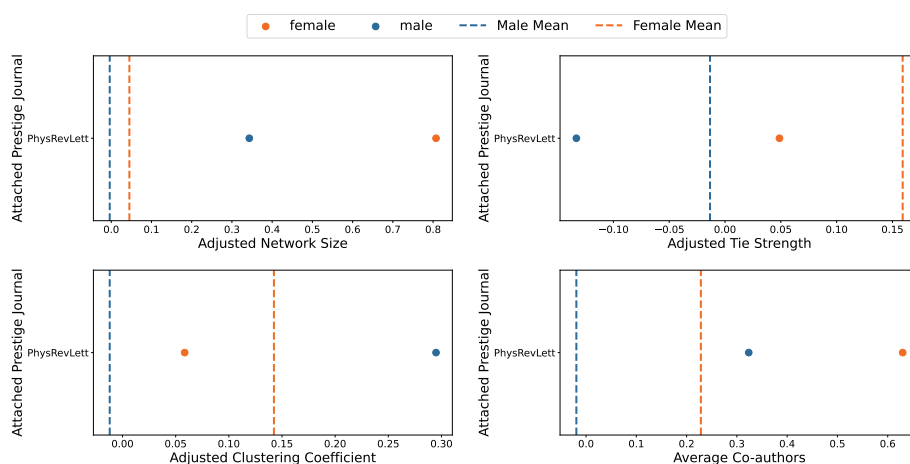 female male Male Mean Female Mean
Attached Prestige Journal
PhysRevLett
0.0 0.1 0.2 0.3 0.4 0.5 0.6 0.7 0.8
Adjusted Network Size
Attached Prestige Journal
PhysRevLett
−0.10 −0.05 0.00 0.05 0.10 0.15
Adjusted Tie Strength
Attached Prestige Journal
PhysRevLett
0.00 0.05 0.10 0.15 0.20 0.25 0.30
Adjusted Clustering Coefficient
Attached Prestige Journal
PhysRevLett
0.0 0.1 0.2 0.3 0.4 0.5 0.6
Average Co-authors